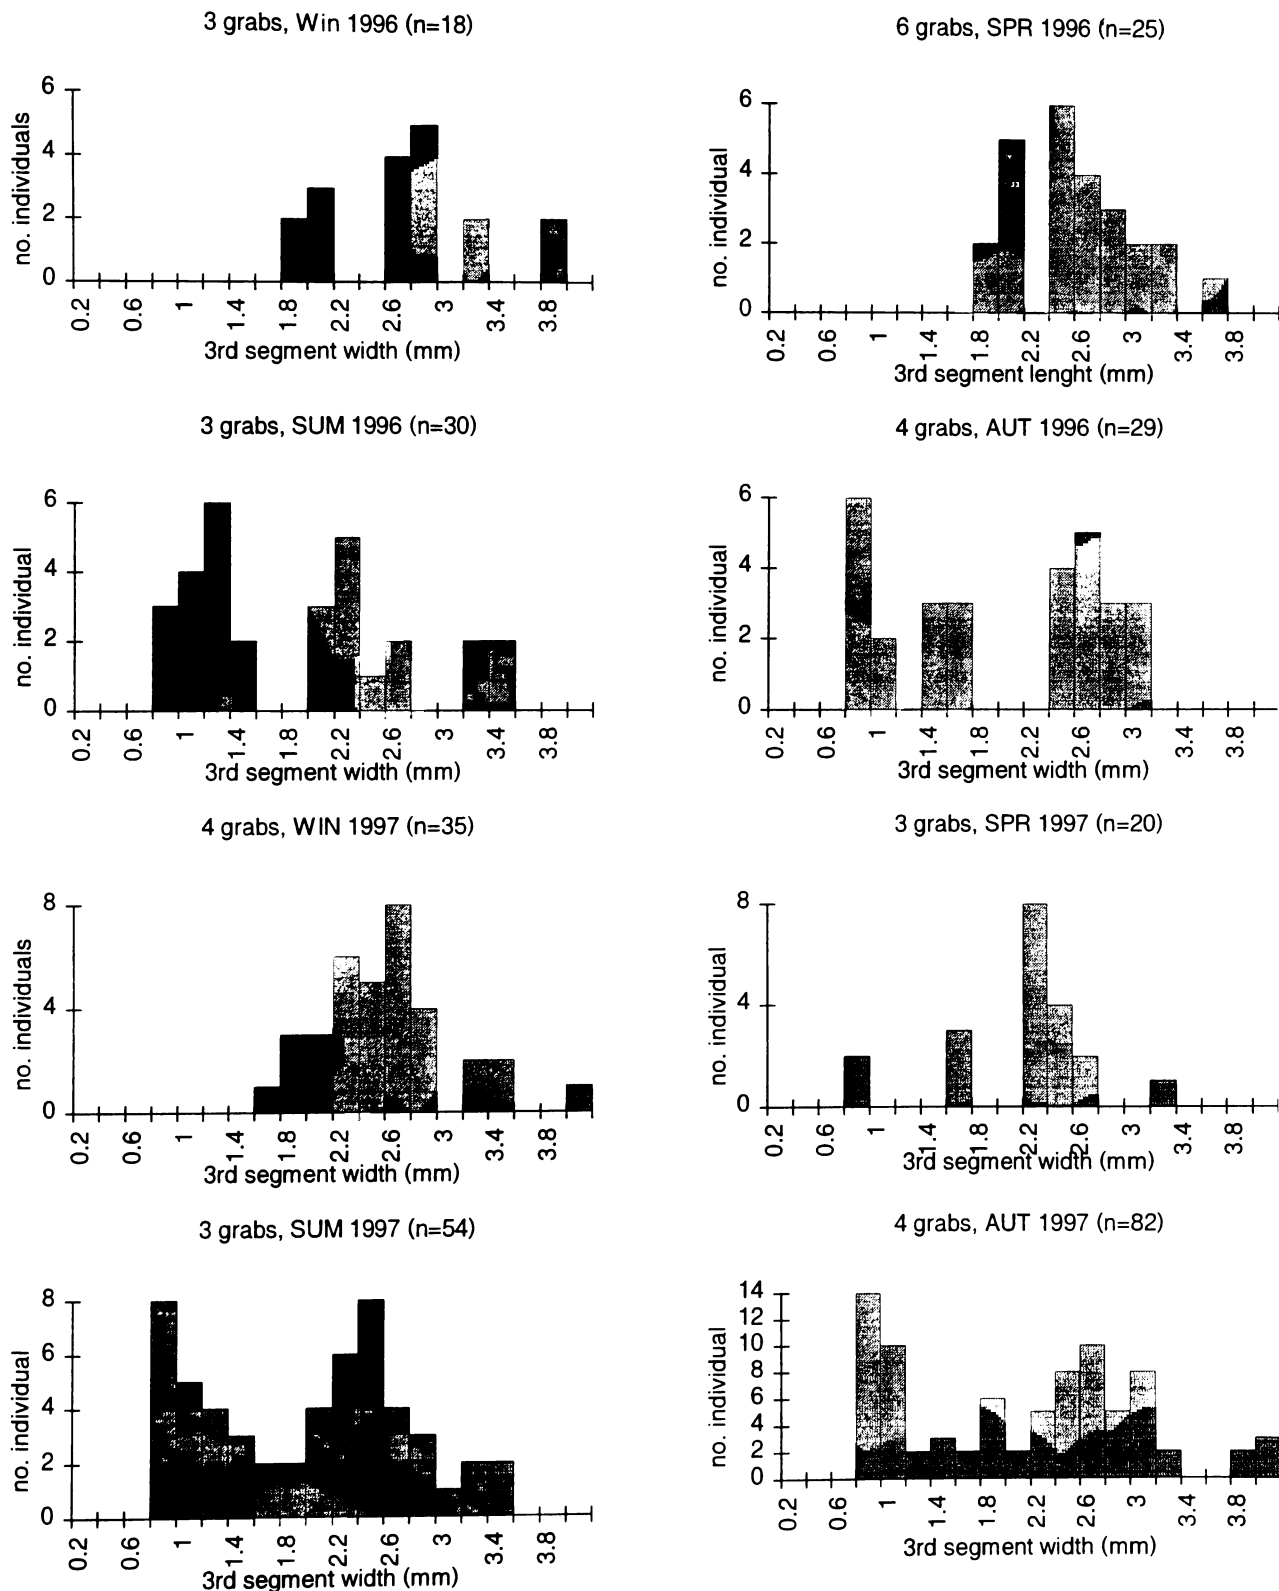 3 grabs, Win 1996 (n=18)
no. individuals
6
4
2
0
0.2 0.6 1 1.4 1.8 2.2 2.6 3 3.4 3.8
3rd segment width (mm)
6 grabs, SPR 1996 (n=25)
no. individual
6
4
2
0
0.2 0.6 1 1.4 1.8 2.2 2.6 3 3.4 3.8
3rd segment lenght (mm)
3 grabs, SUM 1996 (n=30)
no. individual
6
4
2
0
0.2 0.6 1 1.4 1.8 2.2 2.6 3 3.4 3.8
3rd segment width (mm)
4 grabs, AUT 1996 (n=29)
no. individual
6
4
2
0
0.2 0.6 1 1.4 1.8 2.2 2.6 3 3.4 3.8
3rd segment width (mm)
4 grabs, WIN 1997 (n=35)
no. individuals
8
4
0
0.2 0.6 1 1.4 1.8 2.2 2.6 3 3.4 3.8
3rd segment width (mm)
3 grabs, SPR 1997 (n=20)
no. individual
8
4
0
0.2 0.6 1 1.4 1.8 2.2 2.6 3 3.4 3.8
3rd segment width (mm)
3 grabs, SUM 1997 (n=54)
no. individual
8
6
4
2
0
0.2 0.6 1 1.4 1.8 2.2 2.6 3 3.4 3.8
3rd segment width (mm)
4 grabs, AUT 1997 (n=82)
no. individual
14
12
10
8
6
4
2
0
0.2 0.6 1 1.4 1.8 2.2 2.6 3 3.4 3.8
3rd segment width (mm)